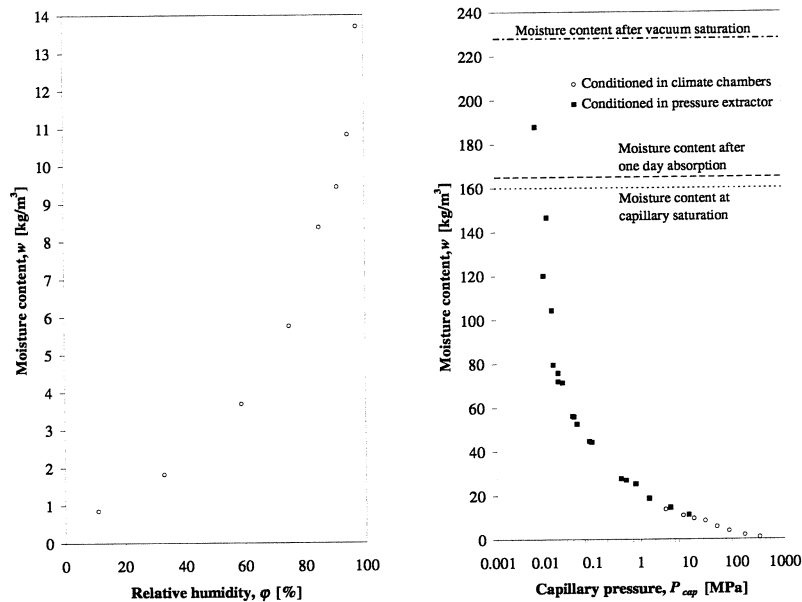 14
13
12
11
10
9
8
7
6
5
4
3
2
1
0
Moisture content, w [kg/m³]
0 20 40 60 80 100
Relative humidity, φ [%]
240
220
200
180
160
140
120
100
80
60
40
20
0
Moisture content, w [kg/m³]
Moisture content after vacuum saturation
Conditioned in climate chambers
Conditioned in pressure extractor
Moisture content after
one day absorption
Moisture content at
capillary saturation
0.001 0.01 0.1 1 10 100 1000
Capillary pressure, P cap [MPa]